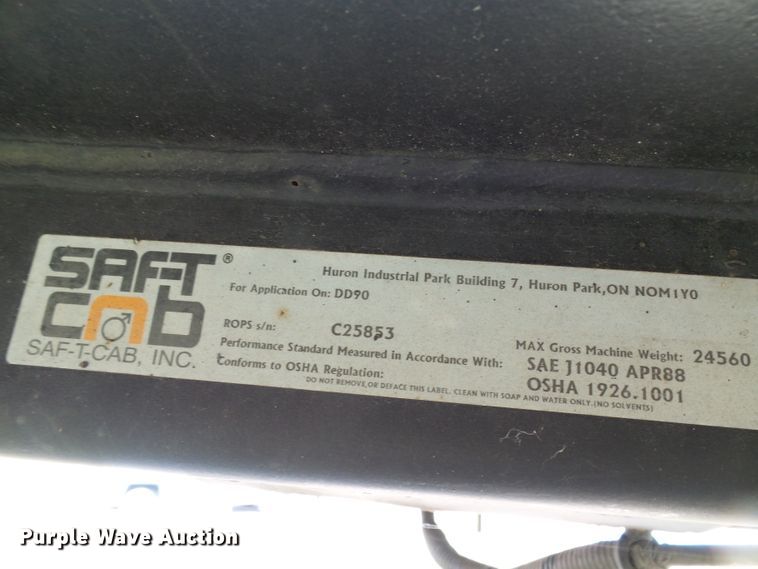 SAF-T®
cab
SAF-T-CAB, INC.
Huron Industrial Park Building 7, Huron Park,ON NOM1Y0
For Application On: DD90
ROPS s/n: C25853
MAX Gross Machine Weight: 24560
Performance Standard Measured in Accordance With: SAE J1040 APR88
Conforms to OSHA Regulation: OSHA 1926.1001
DO NOT REMOVE,OR DEFACE THIS LABEL. CLEAN WITH SOAP AND WATER ONLY.(NO SOLVENTS)
Purple Wave Auction